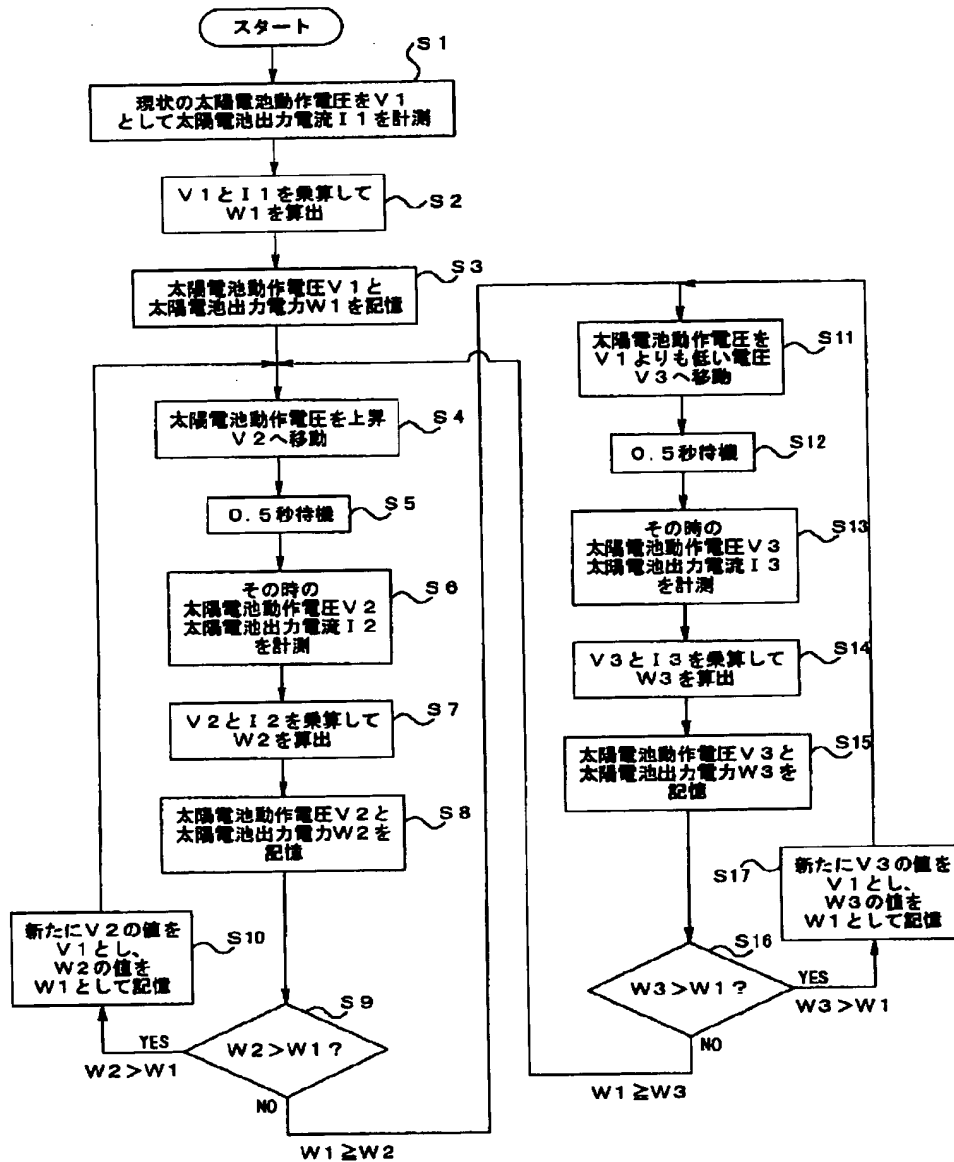 スタート
S1
現状の太陽電池動作電圧をV1
として太陽電池出力電流I1を計測
V1とI1を乗算して
W1を算出
S2
S3
太陽電池動作電圧V1と
太陽電池出力電力W1を記憶
太陽電池動作電圧を上昇
V2へ移動
S4
0.5秒待機
S5
その時の
太陽電池動作電圧V2
太陽電池出力電流I2
を計測
S6
V2とI2を乗算して
W2を算出
S7
太陽電池動作電圧V2と
太陽電池出力電力W2を
記憶
S8
S9
W2>W1?
YES
W2>W1
NO
W1≧W2
新たにV2の値を
V1とし、
W2の値を
W1として記憶
S10
太陽電池動作電圧を
V1よりも低い電圧
V3へ移動
S11
0.5秒待機
S12
その時の
太陽電池動作電圧V3
太陽電池出力電流I3
を計測
S13
V3とI3を乗算して
W3を算出
S14
太陽電池動作電圧V3と
太陽電池出力電力W3を
記憶
S15
S16
W3>W1?
YES
W3>W1
NO
W1≧W3
S17
新たにV3の値を
V1とし、
W3の値を
W1として記憶